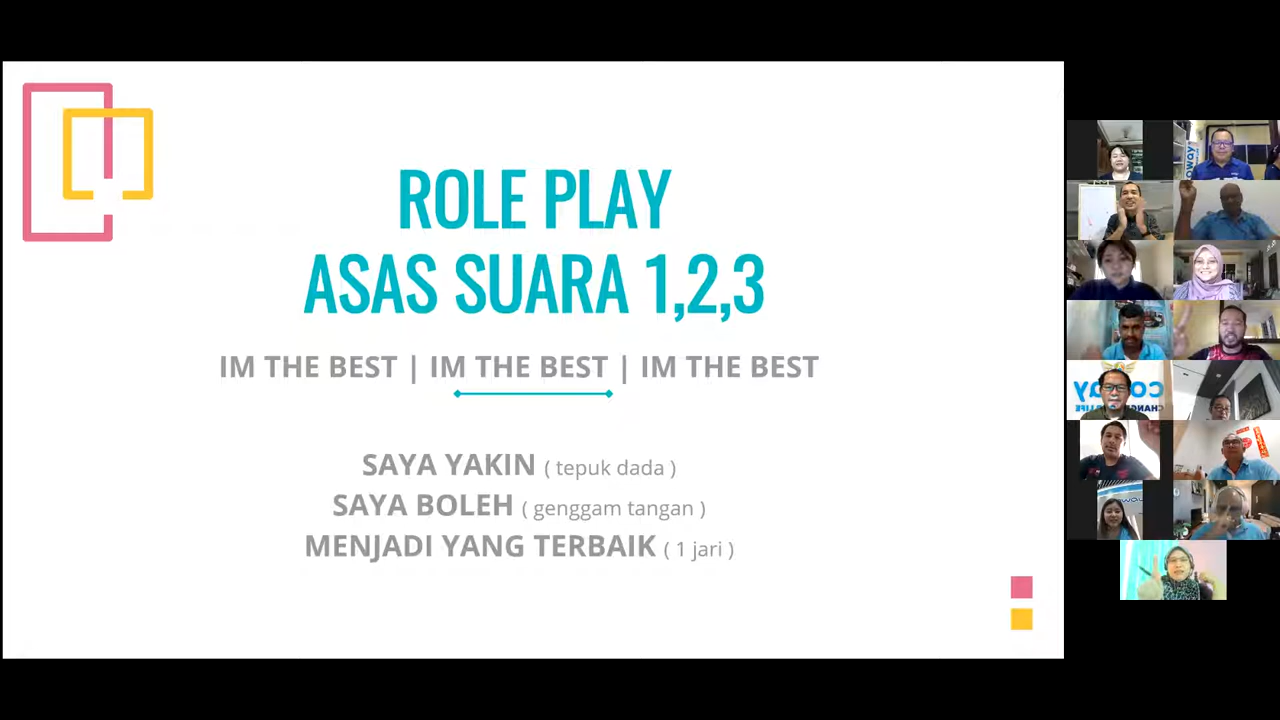 ROLE PLAY
ASAS SUARA 1,2,3
IM THE BEST | IM THE BEST | IM THE BEST
SAYA YAKIN ( tepuk dada )
SAYA BOLEH ( genggam tangan )
MENJADI YANG TERBAIK ( 1 jari )